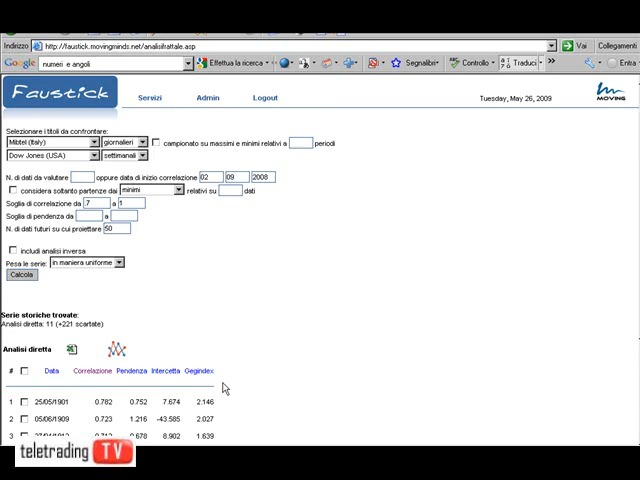 Indirizzo http://faustick.movingminds.net/analisifrattale.asp Vai Collegamenti
Google numeri e angoli Effettua la ricerca Segnalibri Controllo Traduci Entra
Faustick Servizi Admin Logout Tuesday, May 26, 2009 MOVING
Selezionare i titoli da confrontare:
Mibtel (Italy) giornalieri campionato su massimi e minimi relativi a periodi
Dow Jones (USA) settimanali
N. di dati da valutare oppure data di inizio correlazione 02 09 2008
considera soltanto partenze dai minimi relativi su dati
Soglia di correlazione da .7 a 1
Soglia di pendenza da a
N. di dati futuri su cui proiettare 50
includi analisi inversa
Pesa le serie: in maniera uniforme
Calcola
Serie storiche trovate:
Analisi diretta: 11 (+221 scartate)
Analisi diretta
# Data Correlazione Pendenza Intercetta Gegindex
1 25/05/1901 0.782 0.752 7.674 2.146
2 05/06/1909 0.723 1.216 -43.585 2.027
3 0.678 8.902 1.639
teletrading TV